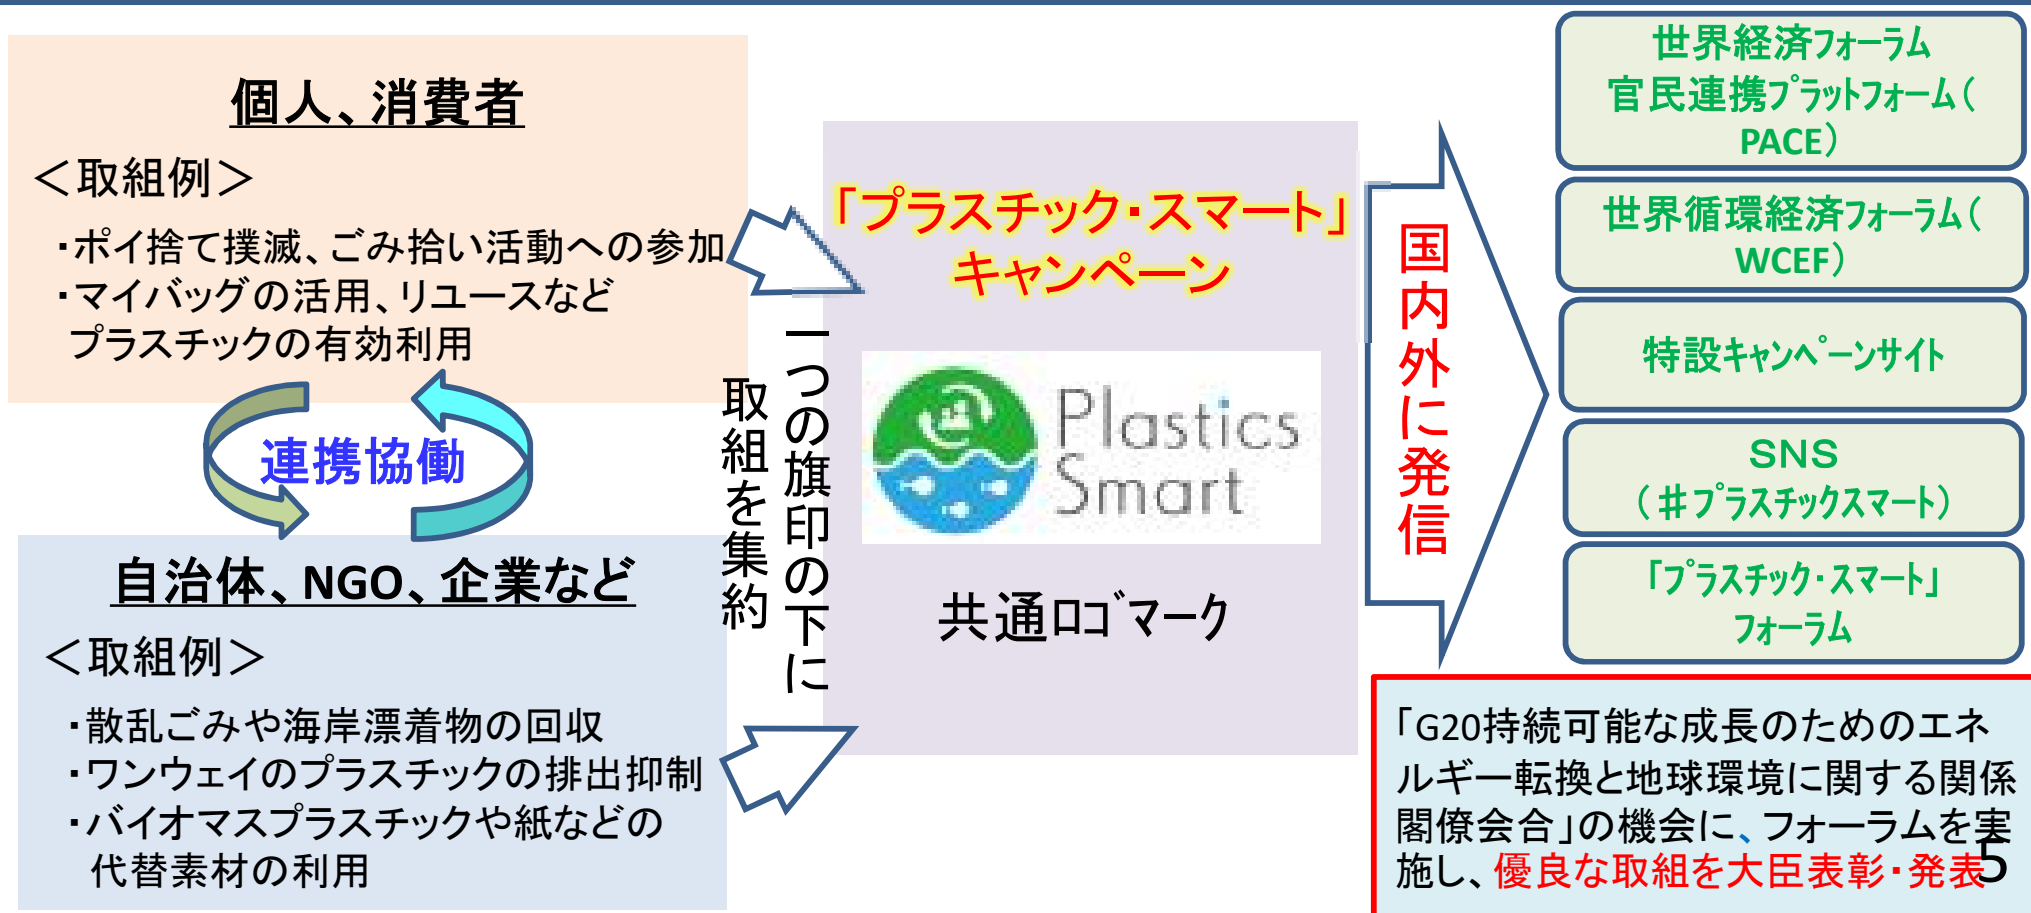 個人、消費者
＜取組例＞
・ポイ捨て撲滅、ごみ拾い活動への参加
・マイバッグの活用、リユースなど
プラスチックの有効利用
連携協働
自治体、NGO、企業など
＜取組例＞
・散乱ごみや海岸漂着物の回収
・ワンウェイのプラスチックの排出抑制
・バイオマスプラスチックや紙などの
代替素材の利用
一つの旗印の下に
取組を集約
「プラスチック・スマート」
キャンペーン
Plastics
Smart
共通ロゴマーク
国内外に発信
世界経済フォーラム
官民連携プラットフォーム（
PACE）
世界循環経済フォーラム（
WCEF）
特設キャンペーンサイト
ＳＮＳ
（＃プラスチックスマート）
「プラスチック・スマート」
フォーラム
「G20持続可能な成長のためのエネ
ルギー転換と地球環境に関する関係
閣僚会合」の機会に、フォーラムを実
施し、優良な取組を大臣表彰・発表
5